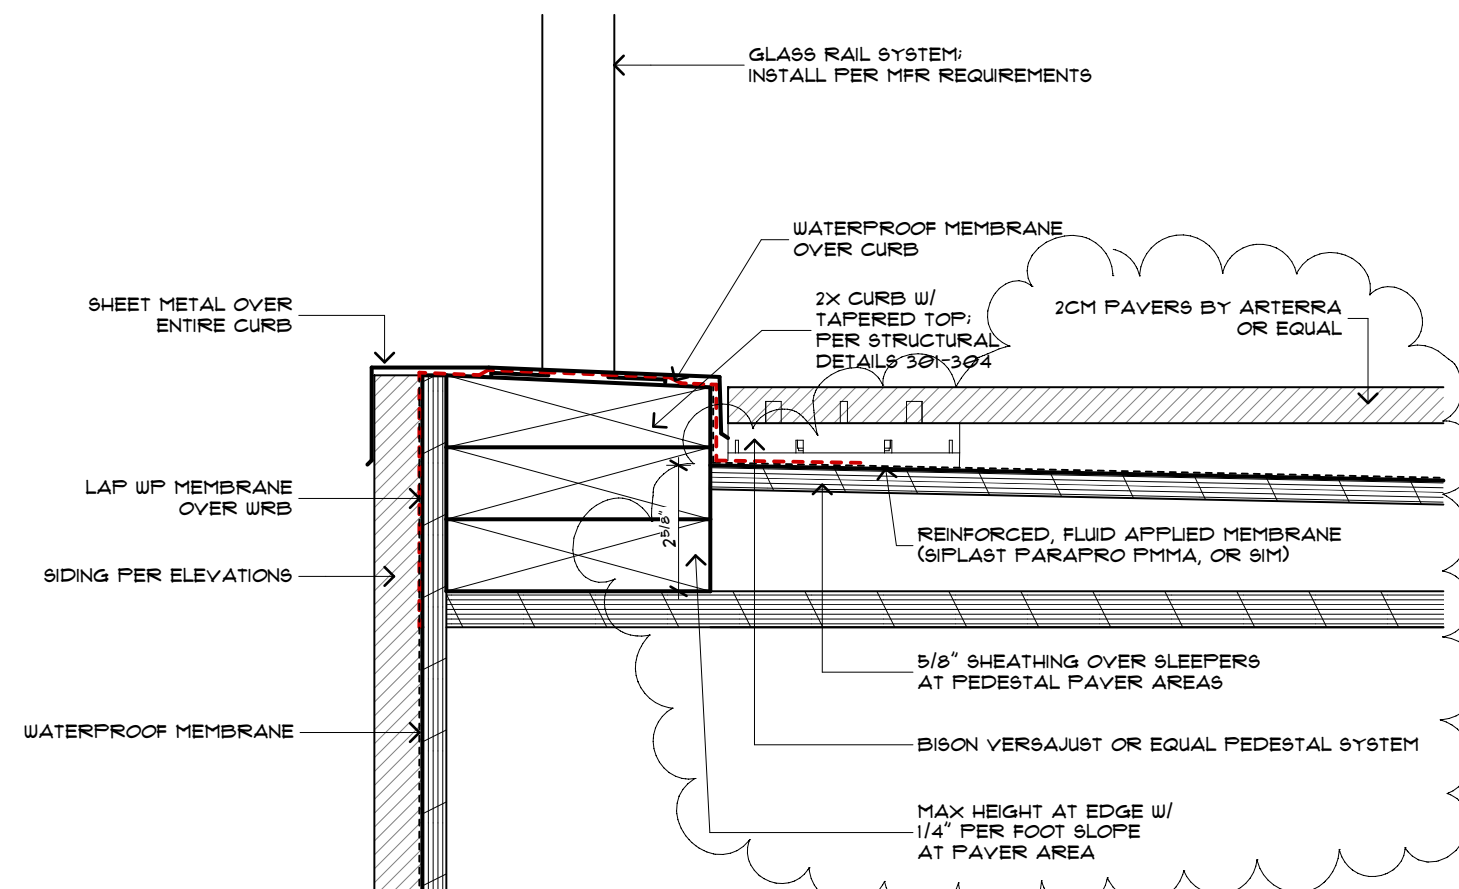 GLASS RAIL SYSTEM;
INSTALL PER MFR REQUIREMENTS
WATERPROOF MEMBRANE
OVER CURB
2X CURB W/
TAPERED TOP;
PER STRUCTURAL
DETAILS 301-304
2CM PAVERS BY ARTERRA
OR EQUAL
SHEET METAL OVER
ENTIRE CURB
LAP WP MEMBRANE
OVER WRB
SIDING PER ELEVATIONS
WATERPROOF MEMBRANE
2 5/8"
REINFORCED, FLUID APPLIED MEMBRANE
(SIPLAST PARAPRO PMMA, OR SIM)
5/8" SHEATHING OVER SLEEPERS
AT PEDESTAL PAVER AREAS
BISON VERSAJUST OR EQUAL PEDESTAL SYSTEM
MAX HEIGHT AT EDGE W/
1/4" PER FOOT SLOPE
AT PAVER AREA